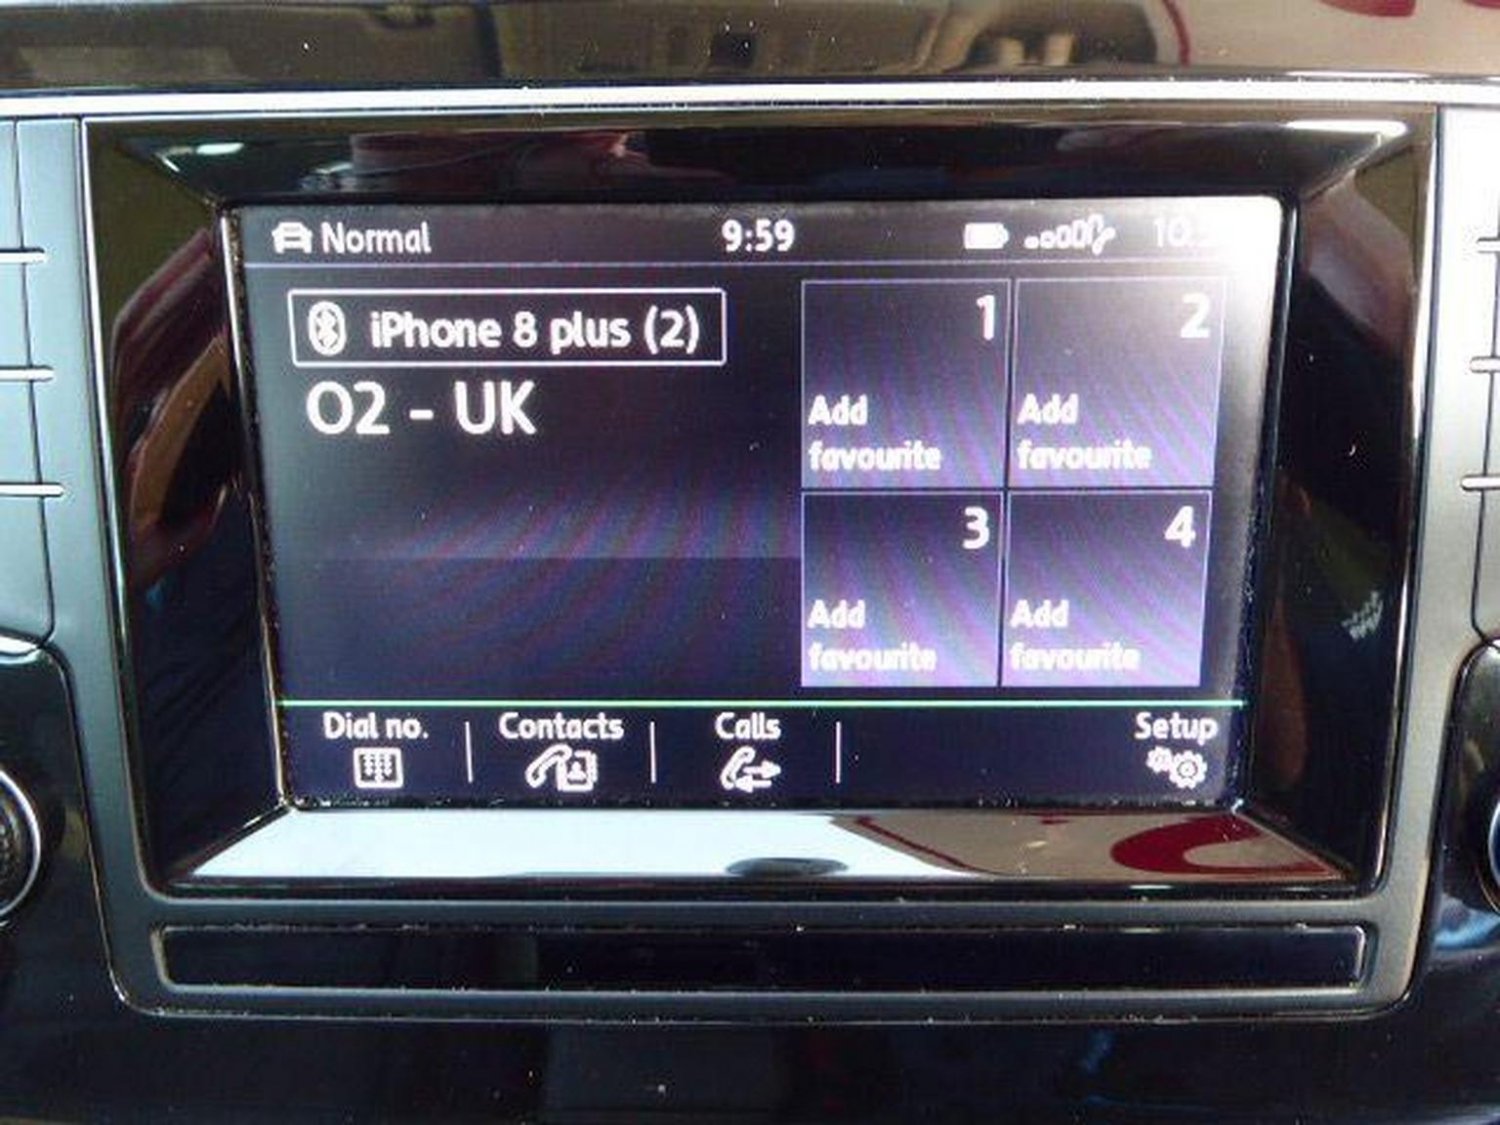 Normal 9:59
iPhone 8 plus (2)
O2 - UK
1
Add
favourite
2
Add
favourite
3
Add
favourite
4
Add
favourite
Dial no. Contacts Calls Setup